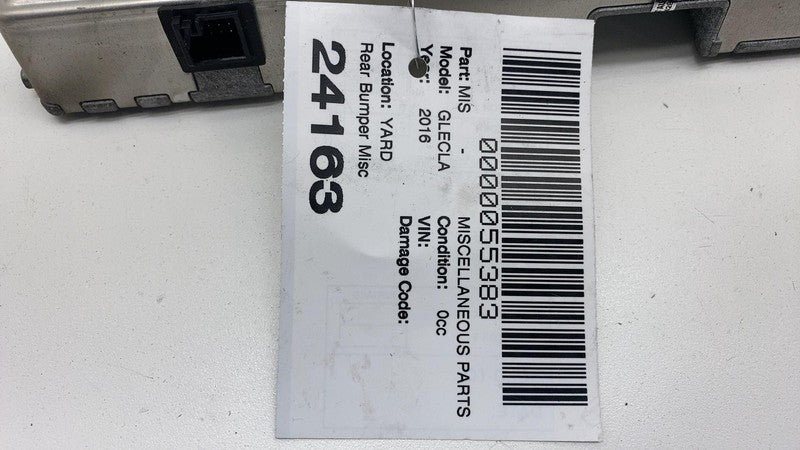 0000055383
Part: MIS - MISCELLANEOUS PARTS
Model: GLECLA Condition: 0cc
Year: 2016 VIN:
Damage Code:
Location: YARD
Rear Bumper Misc
24163